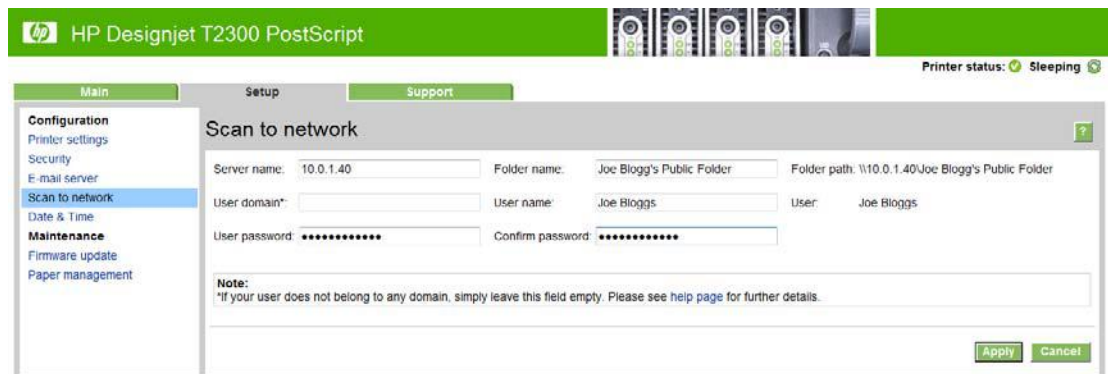 hp HP Designjet T2300 PostScript
Printer status: Sleeping
Main Setup Support
Configuration
Printer settings
Security
E-mail server
Scan to network
Date & Time
Maintenance
Firmware update
Paper management
Scan to network
?
Server name: 10.0.1.40 Folder name: Joe Blogg's Public Folder Folder path: \\10.0.1.40\Joe Blogg's Public Folder
User domain*: User name: Joe Bloggs User: Joe Bloggs
User password: •••••••••••• Confirm password: ••••••••••••
Note:
*If your user does not belong to any domain, simply leave this field empty. Please see help page for further details.
Apply Cancel